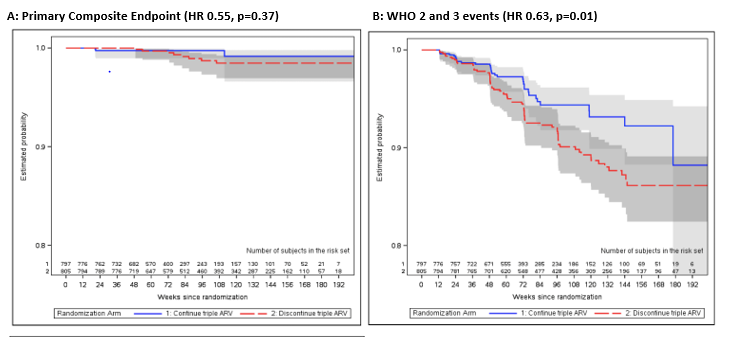 A: Primary Composite Endpoint (HR 0.55, p=0.37)
1.0
0.9
0.8
Estimated probability
Number of subjects in the risk set
1 797 776 762 732 682 570 400 297 243 193 157 130 101 70 52 21 7
2 805 794 789 776 719 647 579 512 460 392 342 287 225 162 110 57 18
0 12 24 36 48 60 72 84 96 108 120 132 144 156 168 180 192
Weeks since randomization
Randomization Arm 1: Continue triple ARV 2: Discontinue triple ARV
B: WHO 2 and 3 events (HR 0.63, p=0.01)
1.0
0.9
0.8
Estimated probability
Number of subjects in the risk set
1 797 776 757 722 671 555 393 285 234 186 152 126 100 69 51 19 6
2 805 794 781 765 701 620 548 477 428 356 309 256 196 137 96 47 13
0 12 24 36 48 60 72 84 96 108 120 132 144 156 168 180 192
Weeks since randomization
Randomization Arm 1: Continue triple ARV 2: Discontinue triple ARV